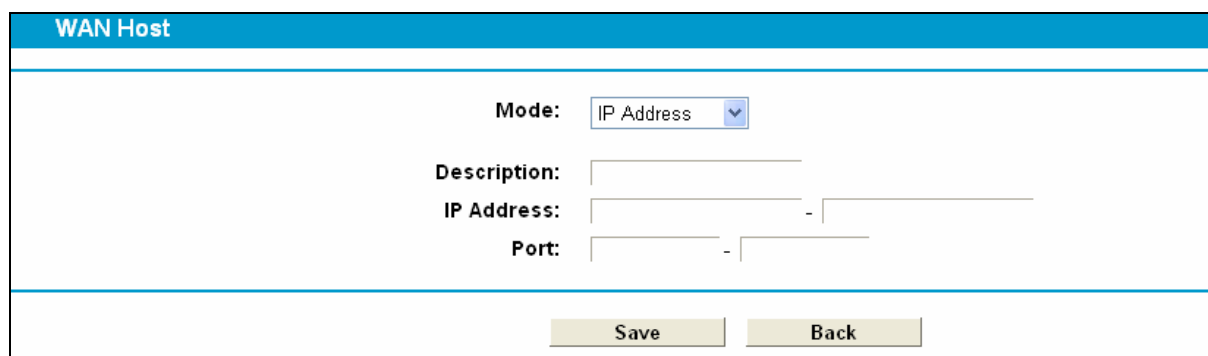 WAN Host
Mode: IP Address
Description:
IP Address: -
Port: -
Save Back